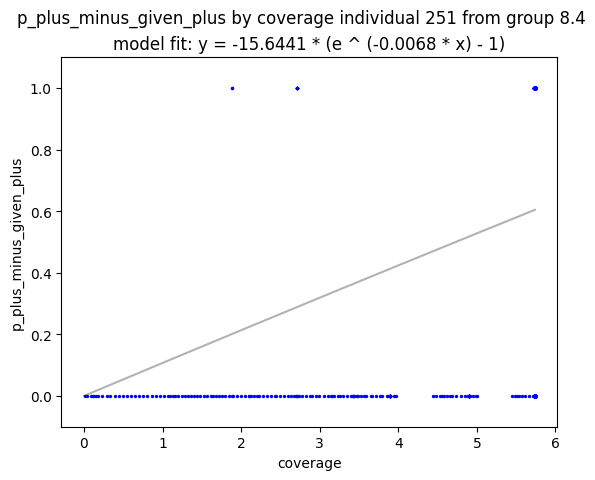 p_plus_minus_given_plus by coverage individual 251 from group 8.4
model fit: y = -15.6441 * (e ^ (-0.0068 * x) - 1)
1.0
0.8
0.6
0.4
0.2
0.0
p_plus_minus_given_plus
0 1 2 3 4 5 6
coverage